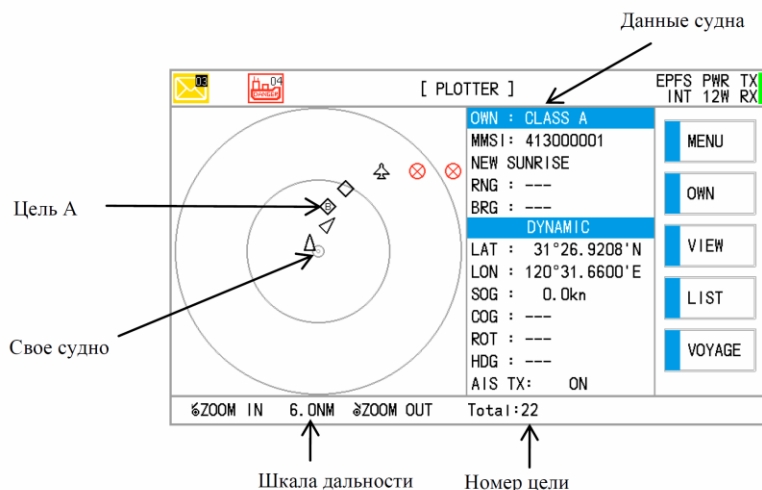 Данные судна
03
04
DANGER
[ PLOTTER ]
EPFS PWR TX
INT 12W RX
OWN : CLASS A
MMSI: 413000001
NEW SUNRISE
RNG : ---
BRG : ---
DYNAMIC
LAT : 31°26.9208'N
LON : 120°31.6600'E
SOG : 0.0kn
COG : ---
ROT : ---
HDG : ---
AIS TX: ON
MENU
OWN
VIEW
LIST
VOYAGE
Цель А
B
Свое судно
ZOOM IN 6.0NM ZOOM OUT Total:22
Шкала дальности
Номер цели